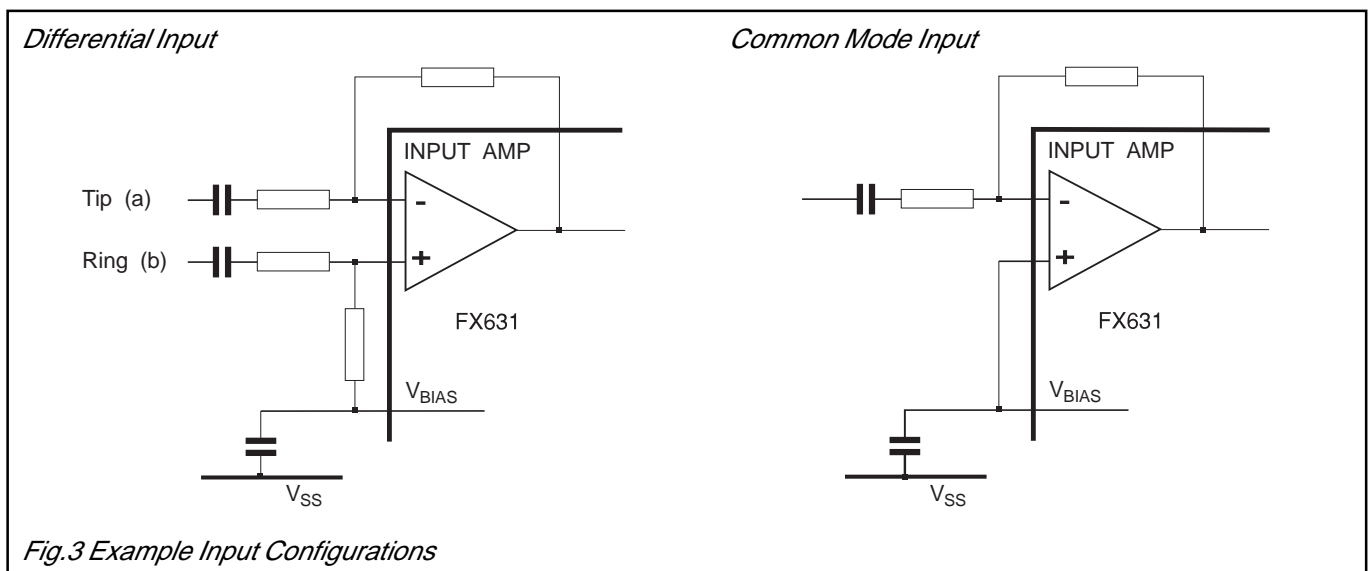 Differential Input
INPUT AMP
Tip (a)
-
Ring (b)
+
FX631
VBIAS
VSS
Common Mode Input
INPUT AMP
-
+
FX631
VBIAS
VSS
Fig.3 Example Input Configurations